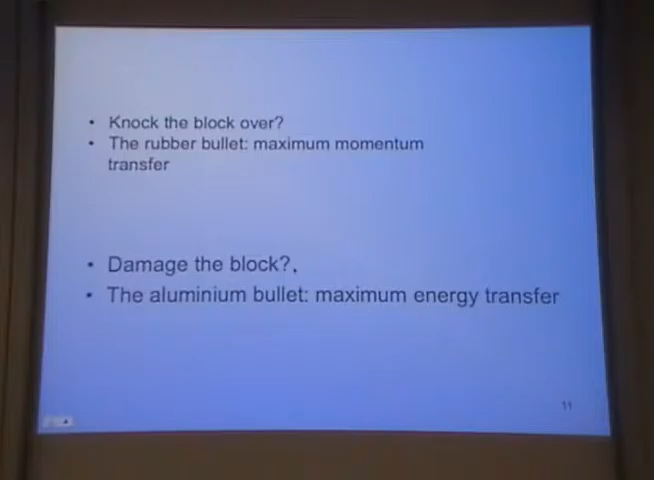 • Knock the block over?
• The rubber bullet: maximum momentum
transfer
• Damage the block?,
• The aluminium bullet: maximum energy transfer
11